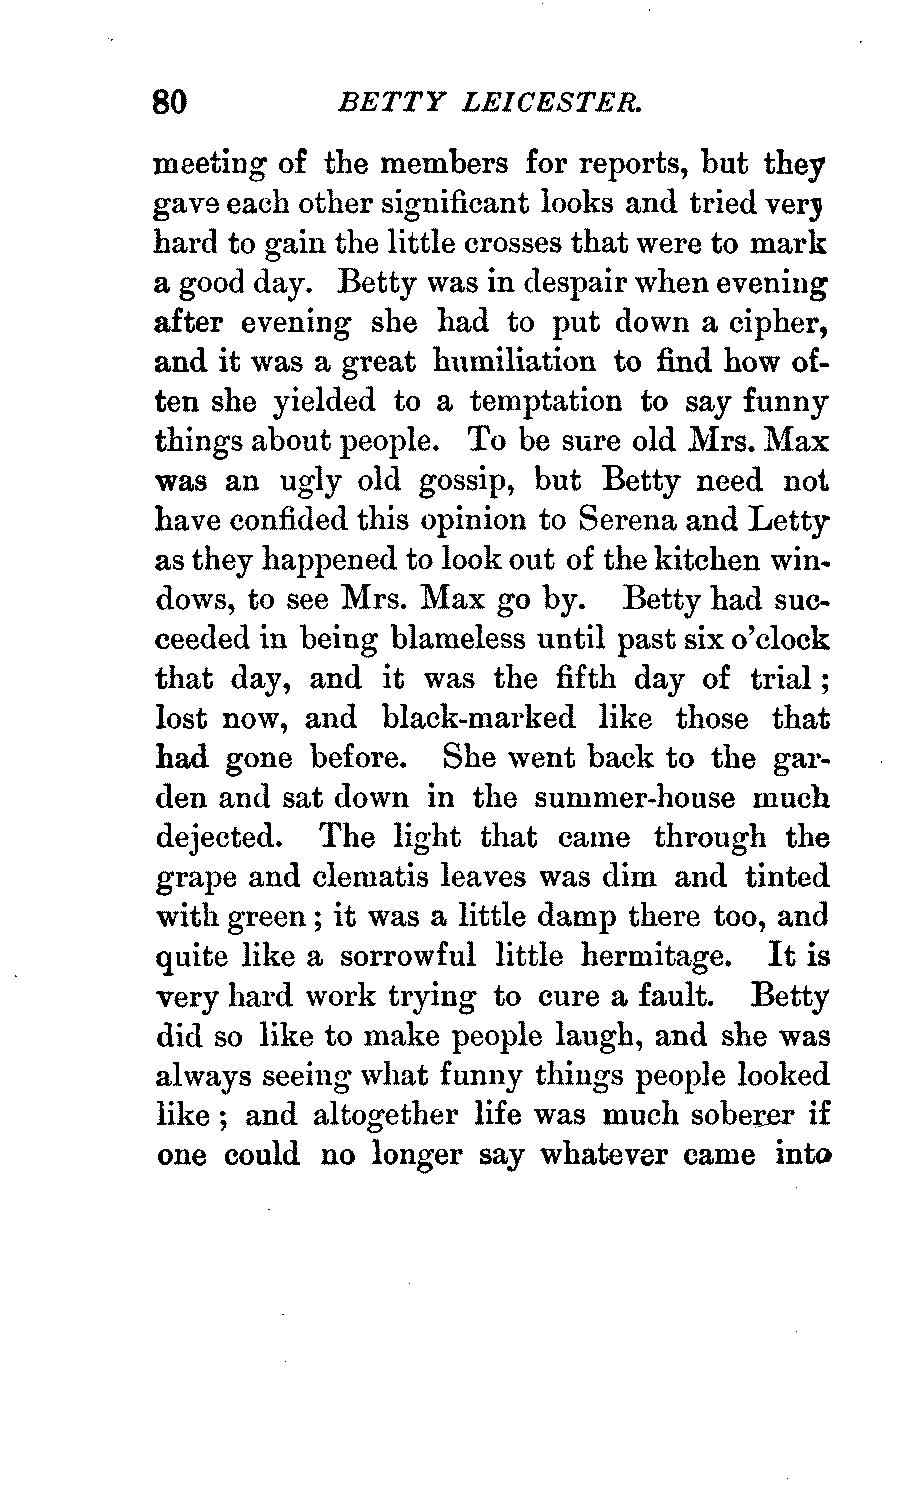 80 BETTY LEICESTER.
meeting of the members for reports, but they
gave each other significant looks and tried very
hard to gain the little crosses that were to mark
a good day. Betty was in despair when evening
after evening she had to put down a cipher,
and it was a great humiliation to find how of-
ten she yielded to a temptation to say funny
things about people. To be sure old Mrs. Max
was an ugly old gossip, but Betty need not
have confided this opinion to Serena and Letty
as they happened to look out of the kitchen win-
dows, to see Mrs. Max go by. Betty had suc-
ceeded in being blameless until past six o'clock
that day, and it was the fifth day of trial ;
lost now, and black-marked like those that
had gone before. She went back to the gar-
den and sat down in the summer-house much
dejected. The light that came through the
grape and clematis leaves was dim and tinted
with green ; it was a little damp there too, and
quite like a sorrowful little hermitage. It is
very hard work trying to cure a fault. Betty
did so like to make people laugh, and she was
always seeing what funny things people looked
like ; and altogether life was much soberer if
one could no longer say whatever came into